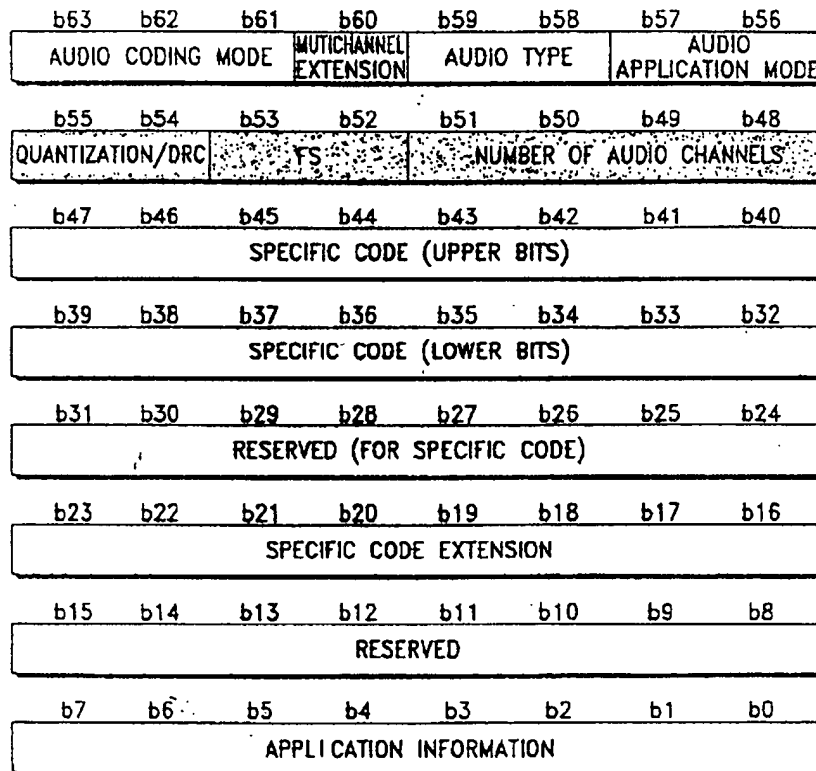 b63 b62 b61 b60 b59 b58 b57 b56
AUDIO CODING MODE MUTICHANNEL EXTENSION AUDIO TYPE AUDIO APPLICATION MODE
b55 b54 b53 b52 b51 b50 b49 b48
QUANTIZATION/DRC FS NUMBER OF AUDIO CHANNELS
b47 b46 b45 b44 b43 b42 b41 b40
SPECIFIC CODE (UPPER BITS)
b39 b38 b37 b36 b35 b34 b33 b32
SPECIFIC CODE (LOWER BITS)
b31 b30 b29 b28 b27 b26 b25 b24
RESERVED (FOR SPECIFIC CODE)
b23 b22 b21 b20 b19 b18 b17 b16
SPECIFIC CODE EXTENSION
b15 b14 b13 b12 b11 b10 b9 b8
RESERVED
b7 b6 b5 b4 b3 b2 b1 b0
APPLICATION INFORMATION